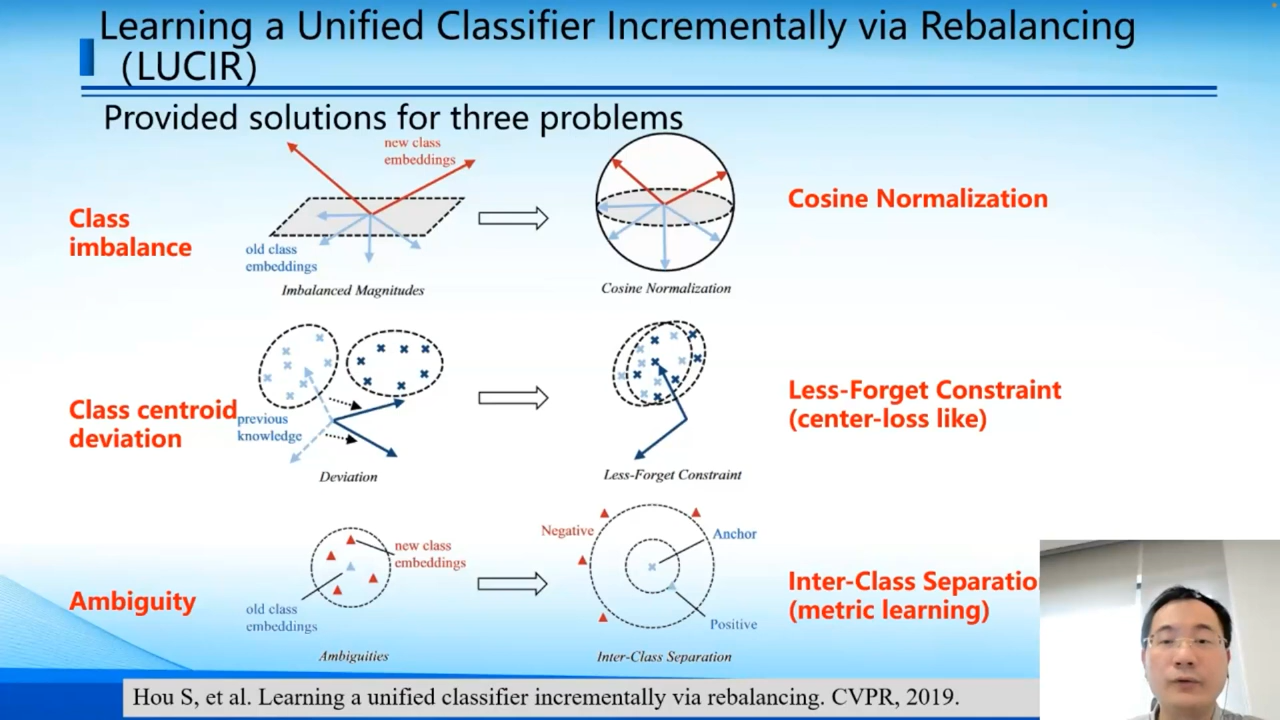 Learning a Unified Classifier Incrementally via Rebalancing
(LUCIR)
Provided solutions for three problems
new class
embeddings
Class
imbalance
old class
embeddings
Imbalanced Magnitudes
Cosine Normalization
Cosine Normalization
Class centroid
deviation
previous
knowledge
Deviation
Less-Forget Constraint
Less-Forget Constraint
(center-loss like)
Ambiguity
new class
embeddings
old class
embeddings
Ambiguities
Negative
Anchor
Positive
Inter-Class Separation
Inter-Class Separatio
(metric learning)
Hou S, et al. Learning a unified classifier incrementally via rebalancing. CVPR, 2019.